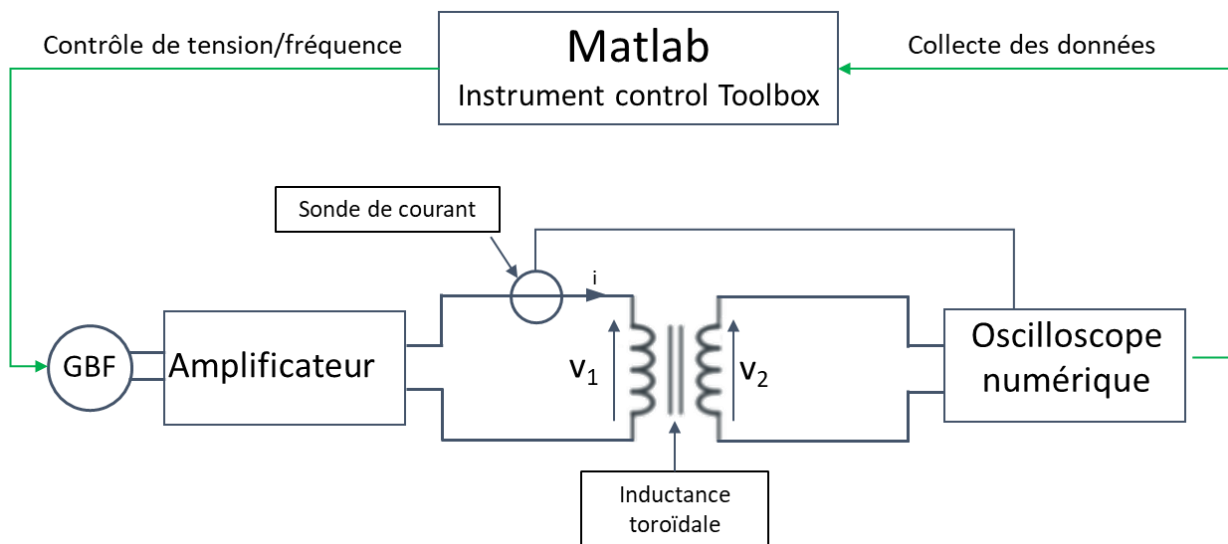 Contrôle de tension/fréquence
Matlab
Instrument control Toolbox
Collecte des données
Sonde de courant
i
GBF
Amplificateur
v1
v2
Oscilloscope
numérique
Inductance
toroïdale